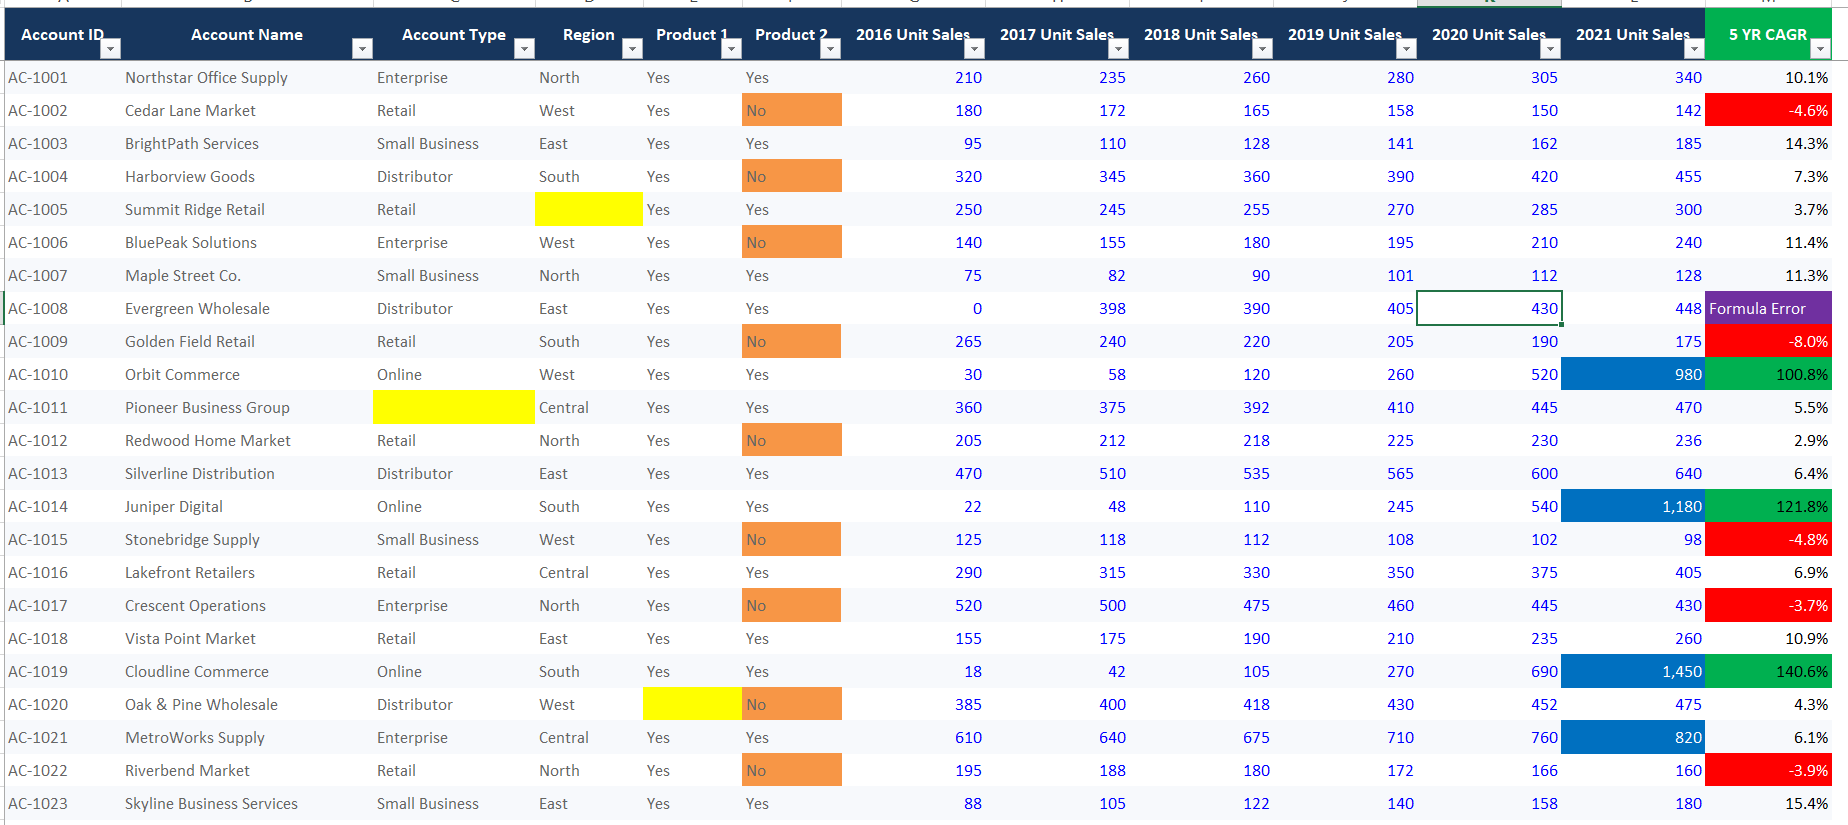 Account ID Account Name Account Type Region Product 1 Product 2 2016 Unit Sales 2017 Unit Sales 2018 Unit Sales 2019 Unit Sales 2020 Unit Sales 2021 Unit Sales 5 YR CAGR
AC-1001 Northstar Office Supply Enterprise North Yes Yes 210 235 260 280 305 340 10.1%
AC-1002 Cedar Lane Market Retail West Yes No 180 172 165 158 150 142 -4.6%
AC-1003 BrightPath Services Small Business East Yes Yes 95 110 128 141 162 185 14.3%
AC-1004 Harborview Goods Distributor South Yes No 320 345 360 390 420 455 7.3%
AC-1005 Summit Ridge Retail Retail Yes Yes 250 245 255 270 285 300 3.7%
AC-1006 BluePeak Solutions Enterprise West Yes No 140 155 180 195 210 240 11.4%
AC-1007 Maple Street Co. Small Business North Yes Yes 75 82 90 101 112 128 11.3%
AC-1008 Evergreen Wholesale Distributor East Yes Yes 0 398 390 405 430 448 Formula Error
AC-1009 Golden Field Retail Retail South Yes No 265 240 220 205 190 175 -8.0%
AC-1010 Orbit Commerce Online West Yes Yes 30 58 120 260 520 980 100.8%
AC-1011 Pioneer Business Group Central Yes Yes 360 375 392 410 445 470 5.5%
AC-1012 Redwood Home Market Retail North Yes No 205 212 218 225 230 236 2.9%
AC-1013 Silverline Distribution Distributor East Yes Yes 470 510 535 565 600 640 6.4%
AC-1014 Juniper Digital Online South Yes Yes 22 48 110 245 540 1,180 121.8%
AC-1015 Stonebridge Supply Small Business West Yes No 125 118 112 108 102 98 -4.8%
AC-1016 Lakefront Retailers Retail Central Yes Yes 290 315 330 350 375 405 6.9%
AC-1017 Crescent Operations Enterprise North Yes No 520 500 475 460 445 430 -3.7%
AC-1018 Vista Point Market Retail East Yes Yes 155 175 190 210 235 260 10.9%
AC-1019 Cloudline Commerce Online South Yes Yes 18 42 105 270 690 1,450 140.6%
AC-1020 Oak & Pine Wholesale Distributor West No 385 400 418 430 452 475 4.3%
AC-1021 MetroWorks Supply Enterprise Central Yes Yes 610 640 675 710 760 820 6.1%
AC-1022 Riverbend Market Retail North Yes No 195 188 180 172 166 160 -3.9%
AC-1023 Skyline Business Services Small Business East Yes Yes 88 105 122 140 158 180 15.4%